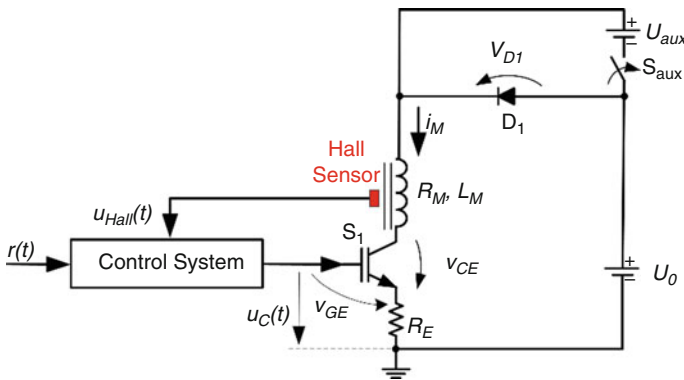 +
−
U_aux
V_D1
S_aux
i_M
D_1
Hall
Sensor
R_M, L_M
u_Hall(t)
S_1
r(t)
Control System
v_CE
+
−
U_0
u_C(t)
v_GE
R_E